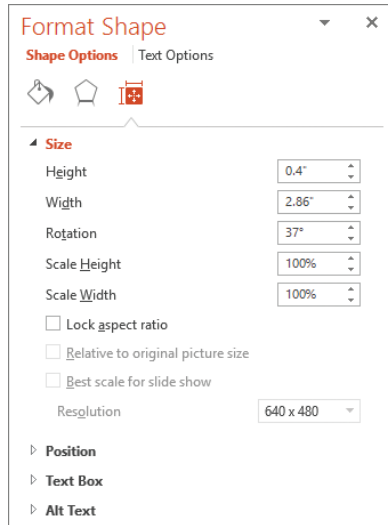 Format Shape
Shape Options Text Options
Size
Height 0.4"
Width 2.86"
Rotation 37°
Scale Height 100%
Scale Width 100%
Lock aspect ratio
Relative to original picture size
Best scale for slide show
Resolution 640 x 480
Position
Text Box
Alt Text